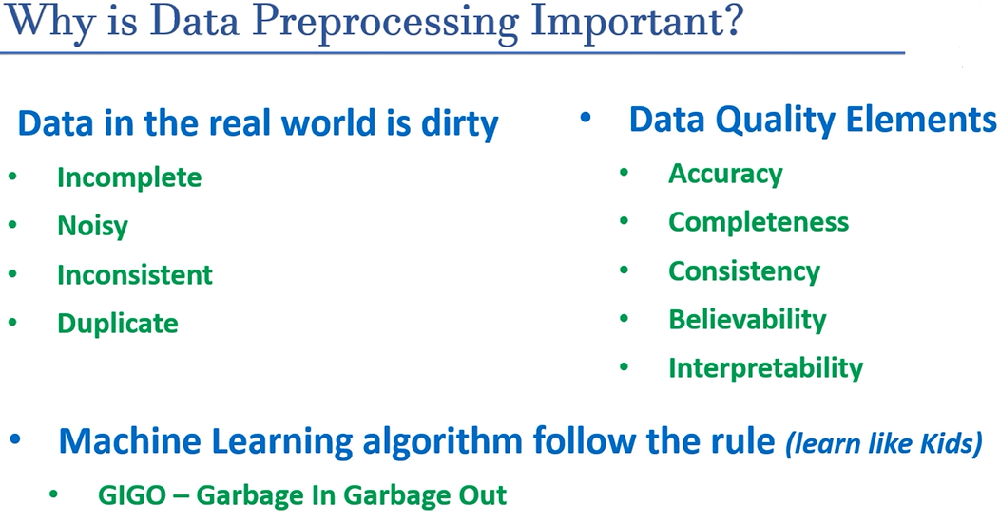 Why is Data Preprocessing Important?
Data in the real world is dirty
• Incomplete
• Noisy
• Inconsistent
• Duplicate
• Data Quality Elements
• Accuracy
• Completeness
• Consistency
• Believability
• Interpretability
• Machine Learning algorithm follow the rule (learn like Kids)
• GIGO – Garbage In Garbage Out